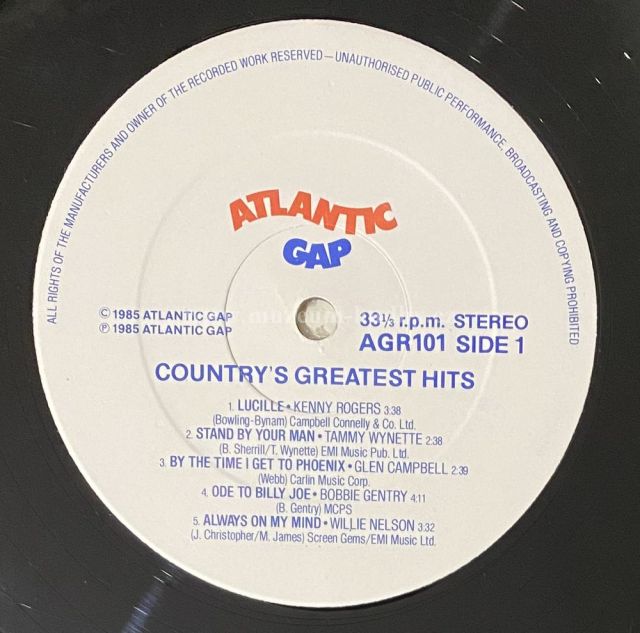 ALL RIGHTS OF THE MANUFACTURERS AND OWNER OF THE RECORDED WORK RESERVED—UNAUTHORISED PUBLIC PERFORMANCE, BROADCASTING AND COPYING PROHIBITED
ATLANTIC
GAP
© 1985 ATLANTIC GAP
℗ 1985 ATLANTIC GAP
33⅓ r.p.m. STEREO
AGR101 SIDE 1
COUNTRY'S GREATEST HITS
1. LUCILLE • KENNY ROGERS 3:38
(Bowling-Bynam) Campbell Connelly & Co. Ltd.
2. STAND BY YOUR MAN • TAMMY WYNETTE 2:38
(B. Sherrill/T. Wynette) EMI Music Pub. Ltd.
3. BY THE TIME I GET TO PHOENIX • GLEN CAMPBELL 2:39
(Webb) Carlin Music Corp.
4. ODE TO BILLY JOE • BOBBIE GENTRY 4:11
(B. Gentry) MCPS
5. ALWAYS ON MY MIND • WILLIE NELSON 3:32
(J. Christopher/M. James) Screen Gems/EMI Music Ltd.